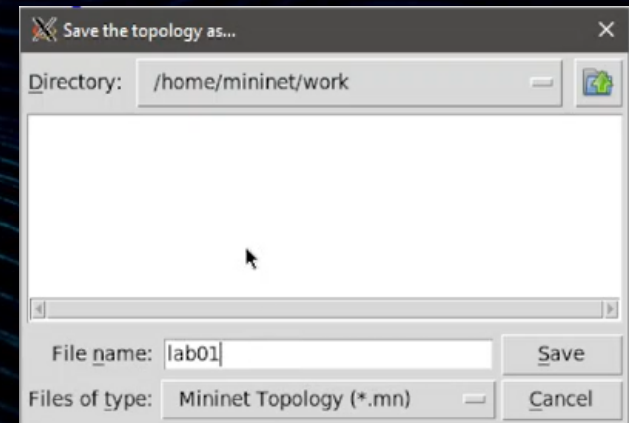 Save the topology as...
Directory: /home/mininet/work
File name: lab01 Save
Files of type: Mininet Topology (*.mn) Cancel